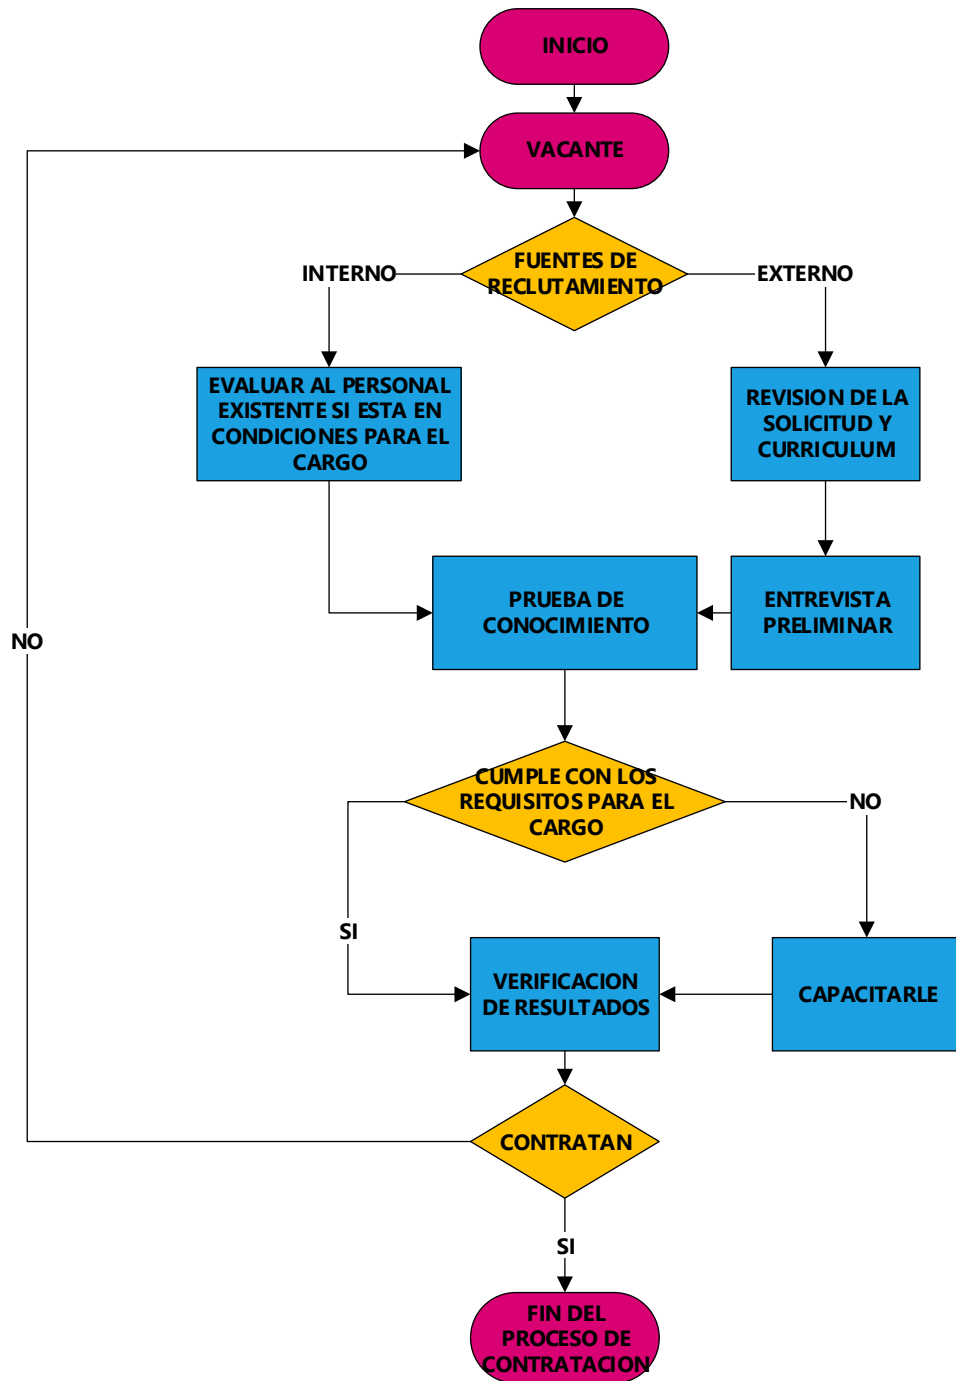 INICIO
VACANTE
FUENTES DE
RECLUTAMIENTO
INTERNO
EXTERNO
EVALUAR AL PERSONAL
EXISTENTE SI ESTA EN
CONDICIONES PARA EL
CARGO
REVISION DE LA
SOLICITUD Y
CURRICULUM
PRUEBA DE
CONOCIMIENTO
ENTREVISTA
PRELIMINAR
NO
CUMPLE CON LOS
REQUISITOS PARA EL
CARGO
NO
SI
VERIFICACION
DE RESULTADOS
CAPACITARLE
CONTRATAN
SI
FIN DEL
PROCESO DE
CONTRATACION